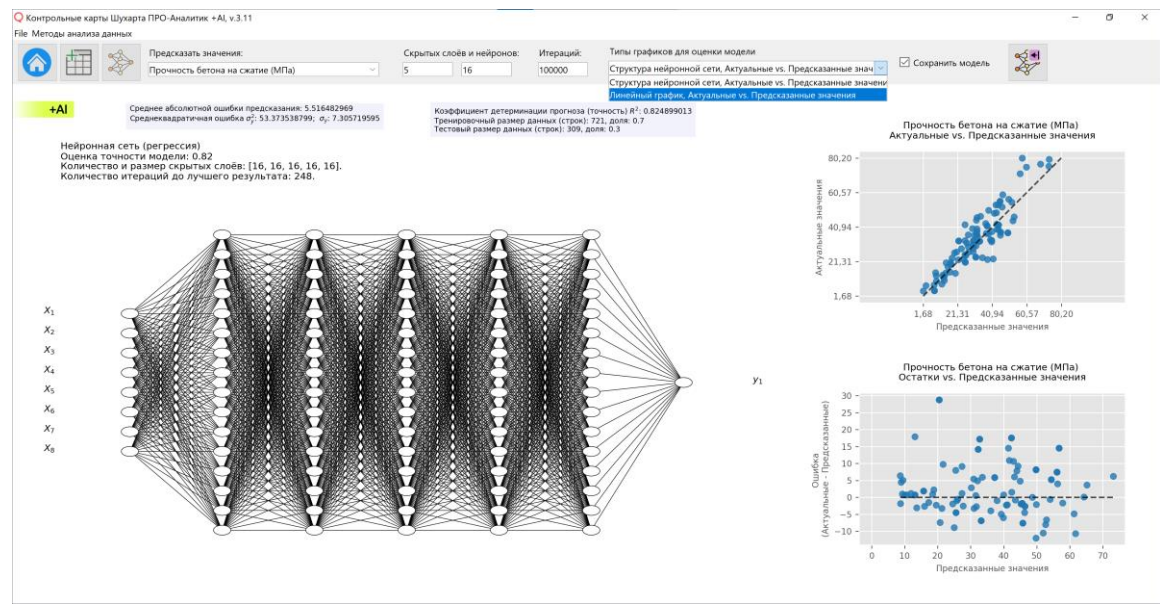 Контрольные карты Шухарта ПРО-Аналитик +AI, v.3.11
File Методы анализа данных
Предсказать значения:
Прочность бетона на сжатие (МПа)
Скрытых слоёв и нейронов:
5
16
Итераций:
100000
Типы графиков для оценки модели
Структура нейронной сети, Актуальные vs. Предсказанные знач
Структура нейронной сети, Актуальные vs. Предсказанные значени
Линейный график, Актуальные vs. Предсказанные значения
Сохранить модель
+AI
Среднее абсолютной ошибки предсказания: 5.516482969
Среднеквадратичная ошибка σ²ᵧ: 53.373538799; σᵧ: 7.305719595
Коэффициент детерминации прогноза (точность) R²: 0.824899013
Тренировочный размер данных (строк): 721, доля: 0.7
Тестовый размер данных (строк): 309, доля: 0.3
Нейронная сеть (регрессия)
Оценка точности модели: 0.82
Количество и размер скрытых слоёв: [16, 16, 16, 16, 16].
Количество итераций до лучшего результата: 248.
X₁
X₂
X₃
X₄
X₅
X₆
X₇
X₈
y₁
Прочность бетона на сжатие (МПа)
Актуальные vs. Предсказанные значения
Актуальные значения
80,20
60,57
40,94
21,31
1,68
1,68 21,31 40,94 60,57 80,20
Предсказанные значения
Прочность бетона на сжатие (МПа)
Остатки vs. Предсказанные значения
Ошибка
(Актуальные - Предсказанные)
30
25
20
15
10
5
0
−5
−10
0 10 20 30 40 50 60 70
Предсказанные значения